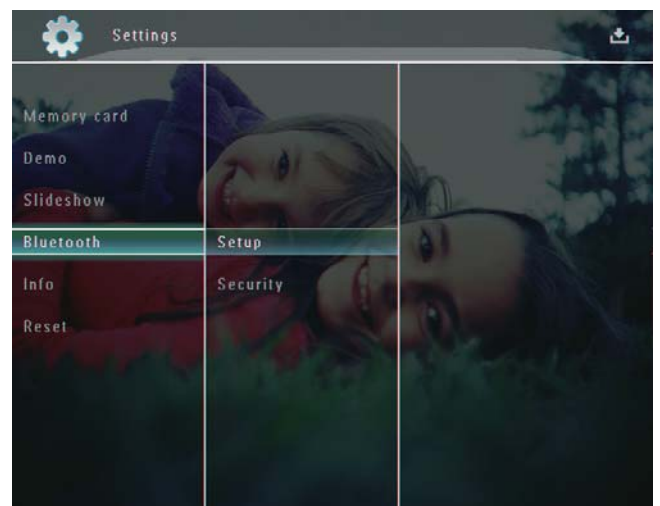 Settings
Memory card
Demo
Slideshow
Bluetooth
Setup
Info
Security
Reset